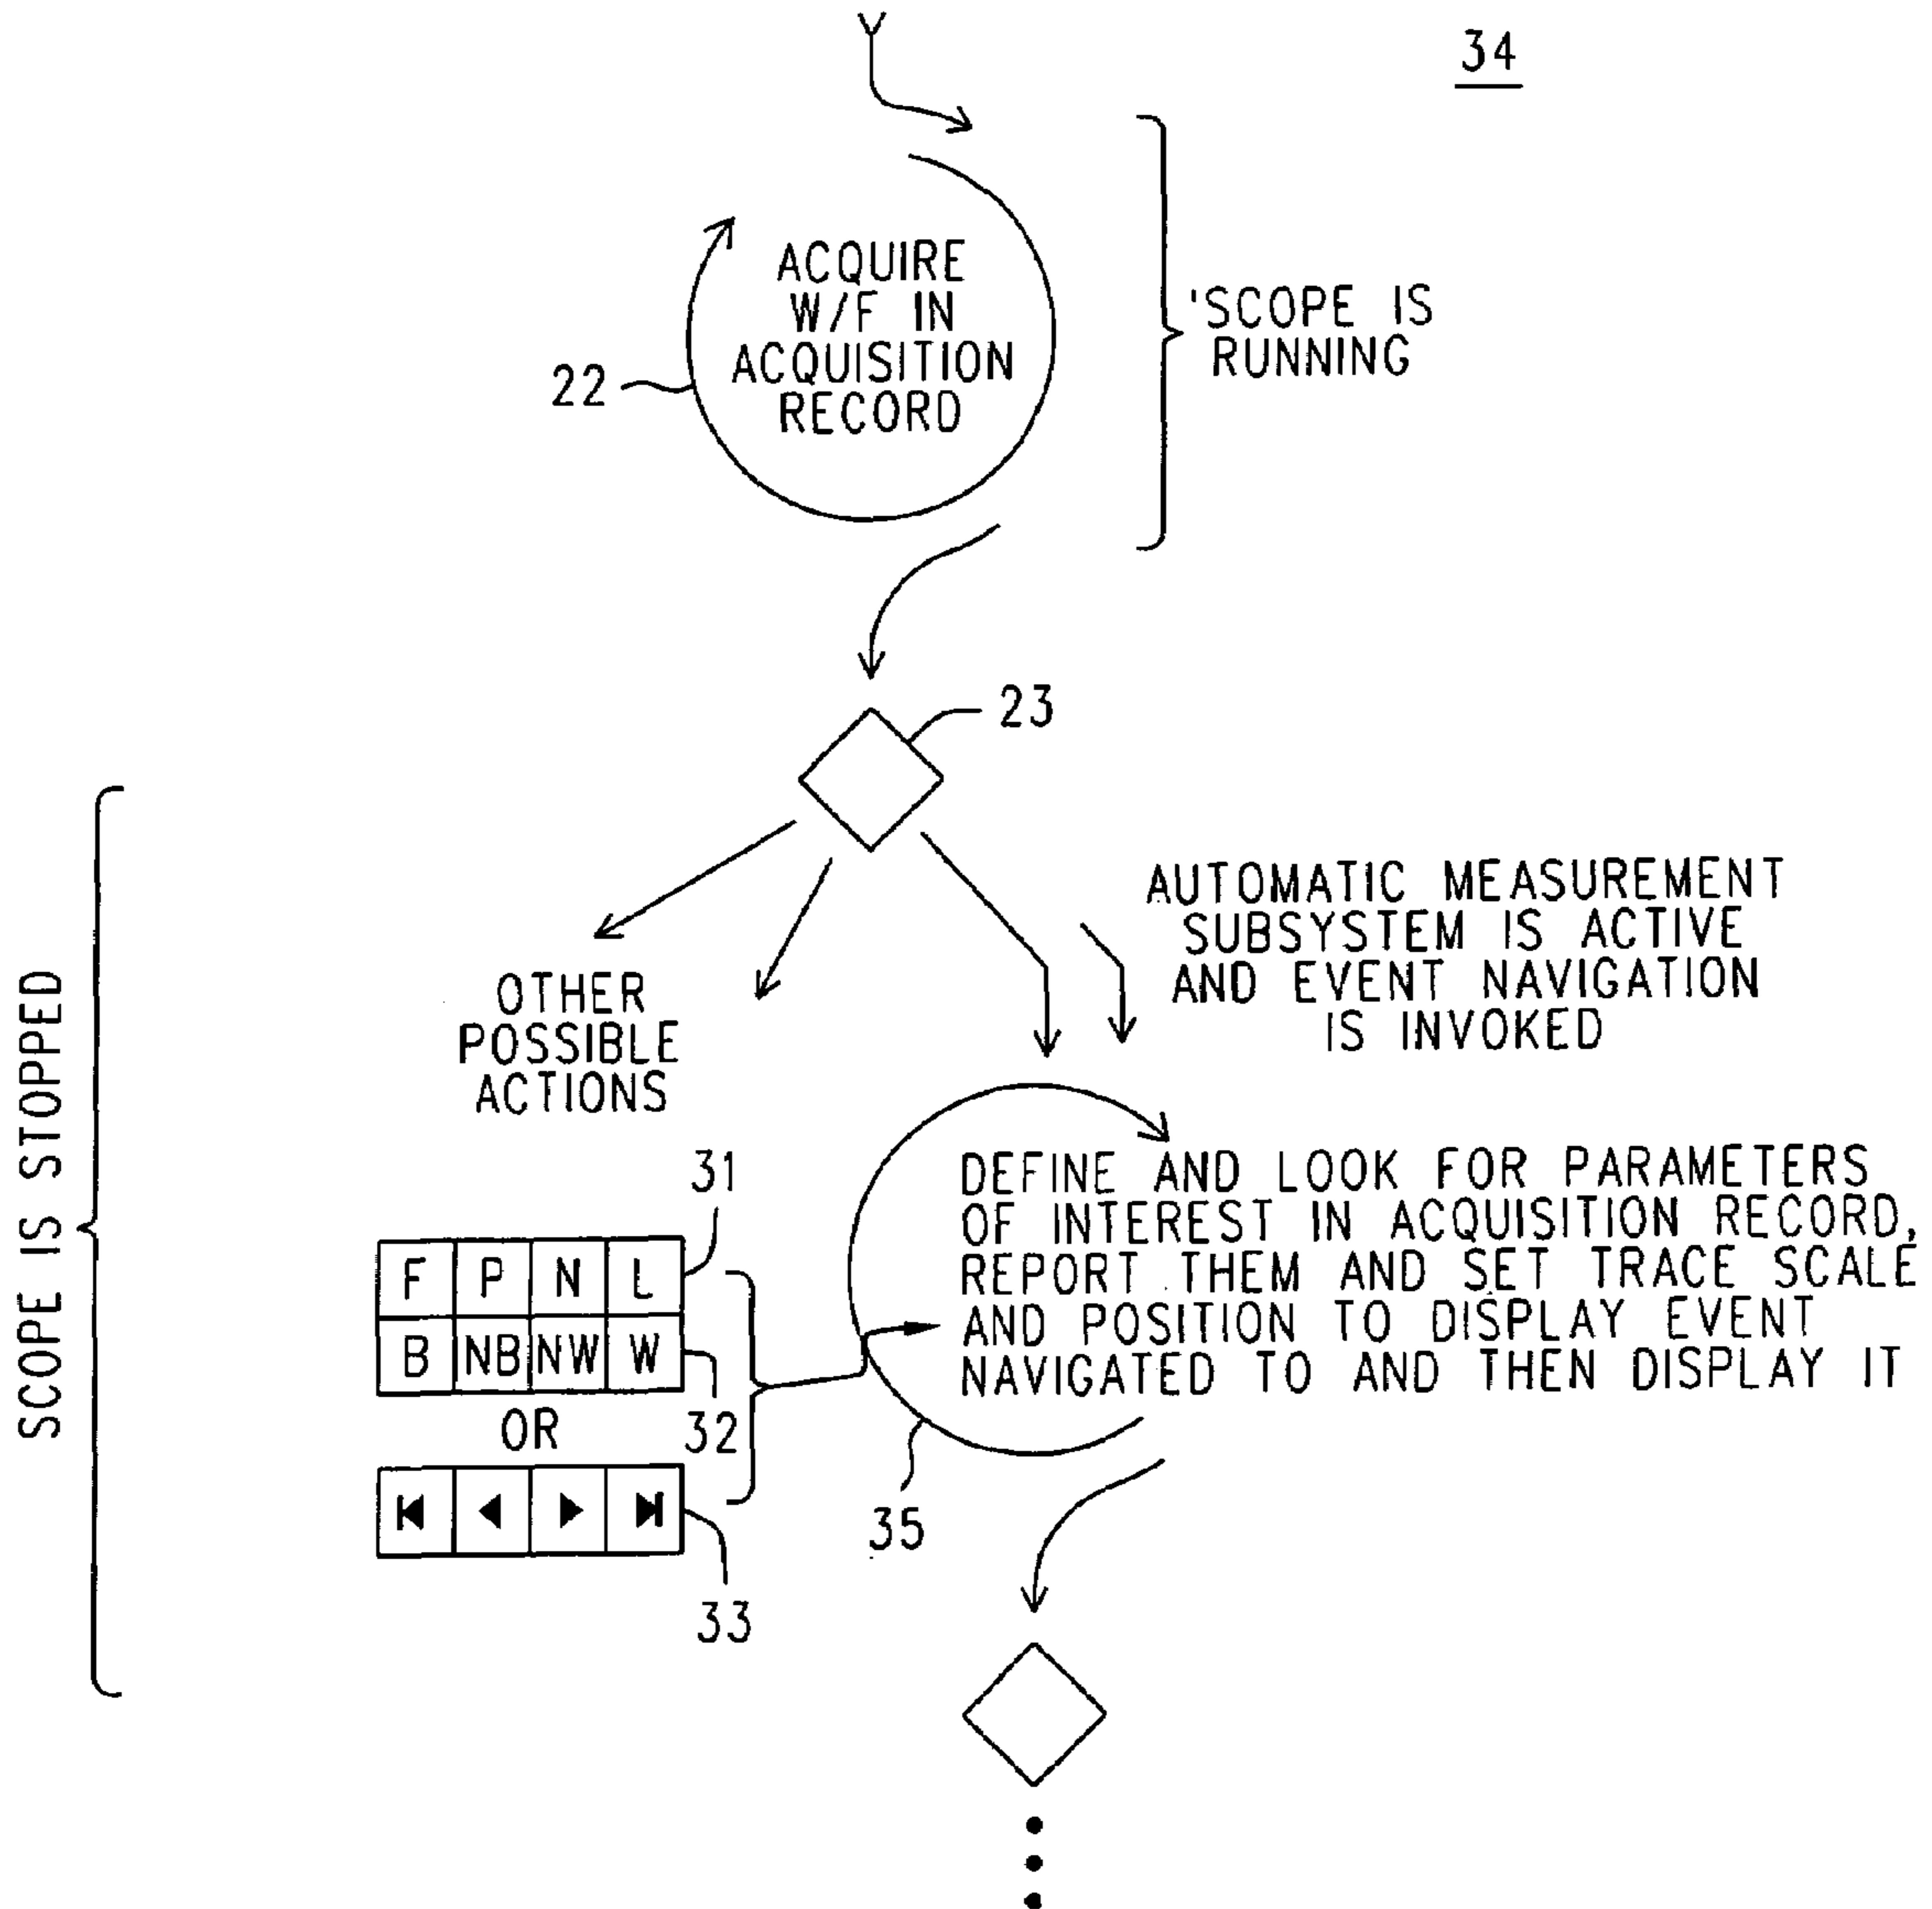 34
ACQUIRE
W/F IN
ACQUISITION
RECORD
22
'SCOPE IS
RUNNING
23
AUTOMATIC MEASUREMENT
SUBSYSTEM IS ACTIVE
AND EVENT NAVIGATION
IS INVOKED
OTHER
POSSIBLE
ACTIONS
SCOPE IS STOPPED
31
F P N L
B NB NW W
32
OR
33
DEFINE AND LOOK FOR PARAMETERS
OF INTEREST IN ACQUISITION RECORD,
REPORT THEM AND SET TRACE SCALE
AND POSITION TO DISPLAY EVENT
NAVIGATED TO AND THEN DISPLAY IT
35